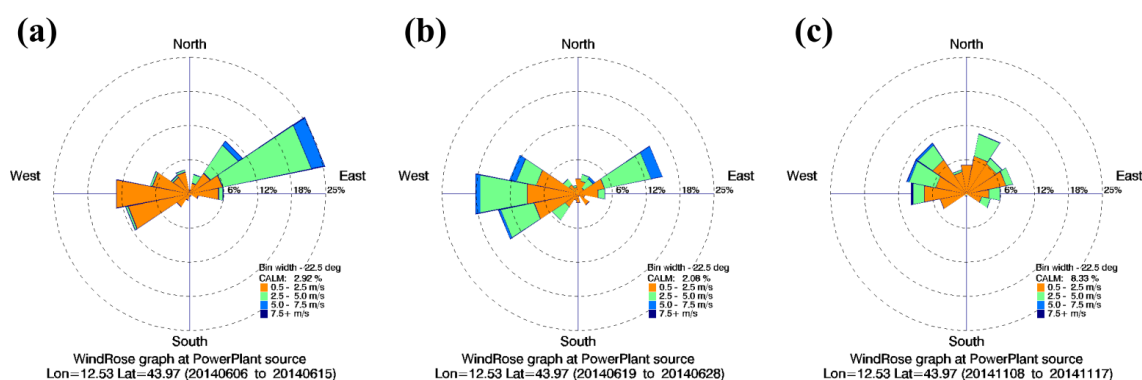 (a)
North
West
East
6%
12%
18%
25%
Bin width - 22.5 deg
CALM: 2.92 %
0.5 - 2.5 m/s
2.5 - 5.0 m/s
5.0 - 7.5 m/s
7.5+ m/s
South
WindRose graph at PowerPlant source
Lon=12.53 Lat=43.97 (20140606 to 20140615)
(b)
North
West
East
6%
12%
18%
25%
Bin width - 22.5 deg
CALM: 2.08 %
0.5 - 2.5 m/s
2.5 - 5.0 m/s
5.0 - 7.5 m/s
7.5+ m/s
South
WindRose graph at PowerPlant source
Lon=12.53 Lat=43.97 (20140619 to 20140628)
(c)
North
West
East
6%
12%
18%
25%
Bin width - 22.5 deg
CALM: 8.33 %
0.5 - 2.5 m/s
2.5 - 5.0 m/s
5.0 - 7.5 m/s
7.5+ m/s
South
WindRose graph at PowerPlant source
Lon=12.53 Lat=43.97 (20141108 to 20141117)